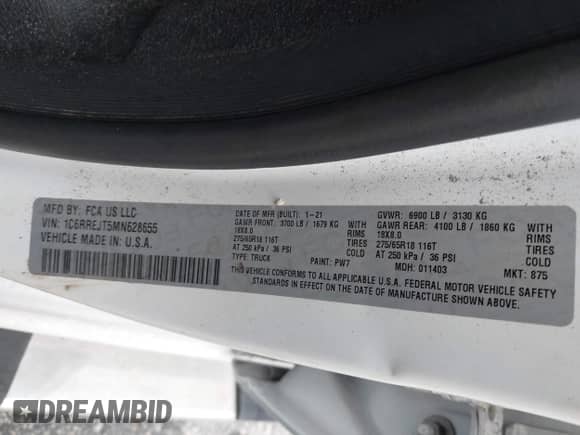 MFD BY: FCA US LLC
VIN: 1C6RREJT5MN628655
VEHICLE MADE IN: U.S.A.
DATE OF MFR (BUILT): 1-21 GVWR: 6900 LB / 3130 KG
GAWR FRONT: 3700 LB / 1679 KG WITH GAWR REAR: 4100 LB / 1860 KG WITH
18X8.0 RIMS 18X8.0 RIMS
275/65R18 116T TIRES 275/65R18 116T TIRES
AT 250 kPa / 36 PSI COLD AT 250 kPa / 36 PSI COLD
TYPE: TRUCK PAINT: PW7 MDH: 011403 MKT: 875
THIS VEHICLE CONFORMS TO ALL APPLICABLE U.S.A. FEDERAL MOTOR VEHICLE SAFETY
STANDARDS IN EFFECT ON THE DATE OF MANUFACTURE SHOWN ABOVE.
DREAMBID